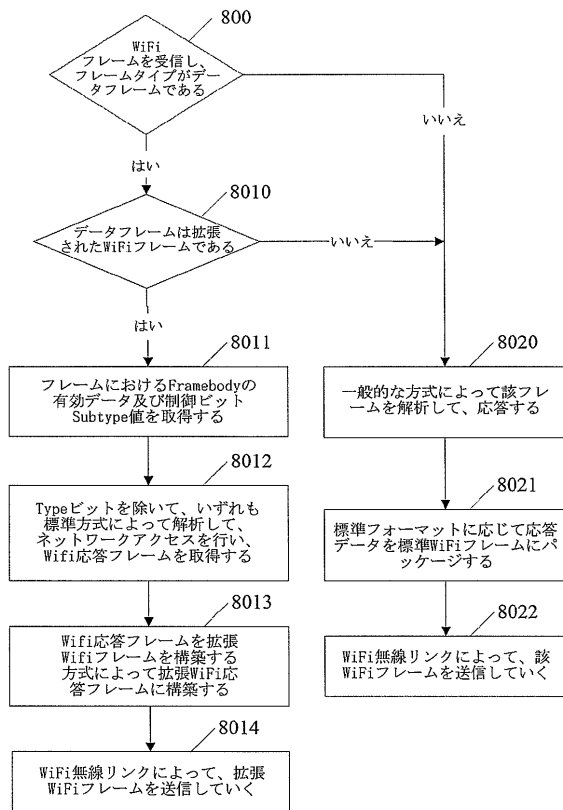 800
WiFi
フレームを受信し、
フレームタイプがデー
タフレームである
いいえ
はい
8010
データフレームは拡張
されたWiFiフレームである
いいえ
はい
8011
フレームにおけるFramebodyの
有効データ及び制御ビット
Subtype値を取得する
8020
一般的な方式によって該フレ
ームを解析して、応答する
8012
Typeビットを除いて、いずれも
標準方式によって解析して、
ネットワークアクセスを行い、
Wifi応答フレームを取得する
8021
標準フォーマットに応じて応答
データを標準WiFiフレームにパ
ッケージする
8013
Wifi応答フレームを拡張
Wifiフレームを構築する
方式によって拡張WiFi応
答フレームに構築する
8022
WiFi無線リンクによって、該
WiFiフレームを送信していく
8014
WiFi無線リンクによって、拡張
WiFiフレームを送信していく